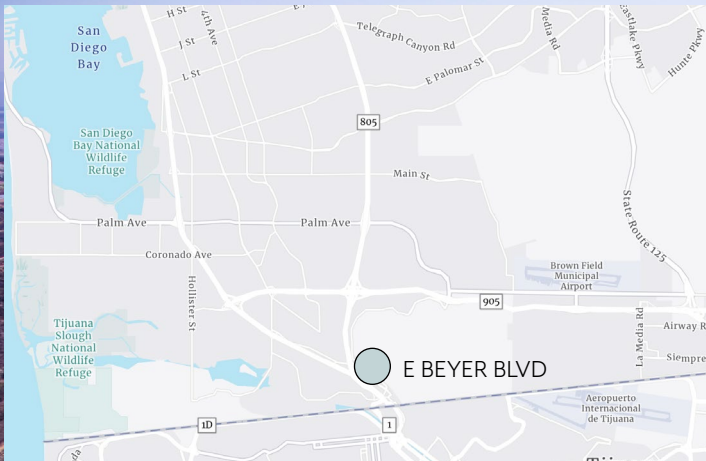 H St
4th Ave
San
Diego
Bay
J St
L St
Telegraph Canyon Rd
Media Rd
Eastlake Pkwy
Hunte Pkwy
E Palomar St
805
San Diego
Bay National
Wildlife
Refuge
Main St
State Route 125
Palm Ave
Palm Ave
Coronado Ave
Hollister St
Brown Field
Municipal
Airport
905
La Media Rd
Airway R
Tijuana
Slough
National
Wildlife
Refuge
Siempre
E BEYER BLVD
Aeropuerto
Internacional
de Tijuana
1D
1